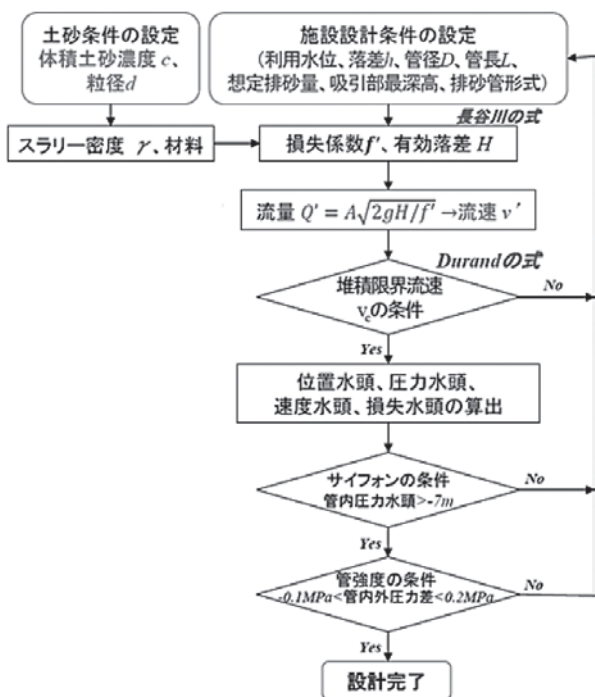 土砂条件の設定
体積土砂濃度 c、
粒径d
施設設計条件の設定
(利用水位、落差h、管径D、管長L、
想定排砂量、吸引部最深高、排砂管形式)
長谷川の式
スラリー密度 γ、材料
損失係数f'、有効落差 H
流量 Q' = A√2gH/f' →流速 v'
Durandの式
堆積限界流速
vcの条件
No
Yes
位置水頭、圧力水頭、
速度水頭、損失水頭の算出
サイフォンの条件
管内圧力水頭>-7m
No
Yes
管強度の条件
-0.1MPa<管内外圧力差<0.2MPa
No
Yes
設計完了